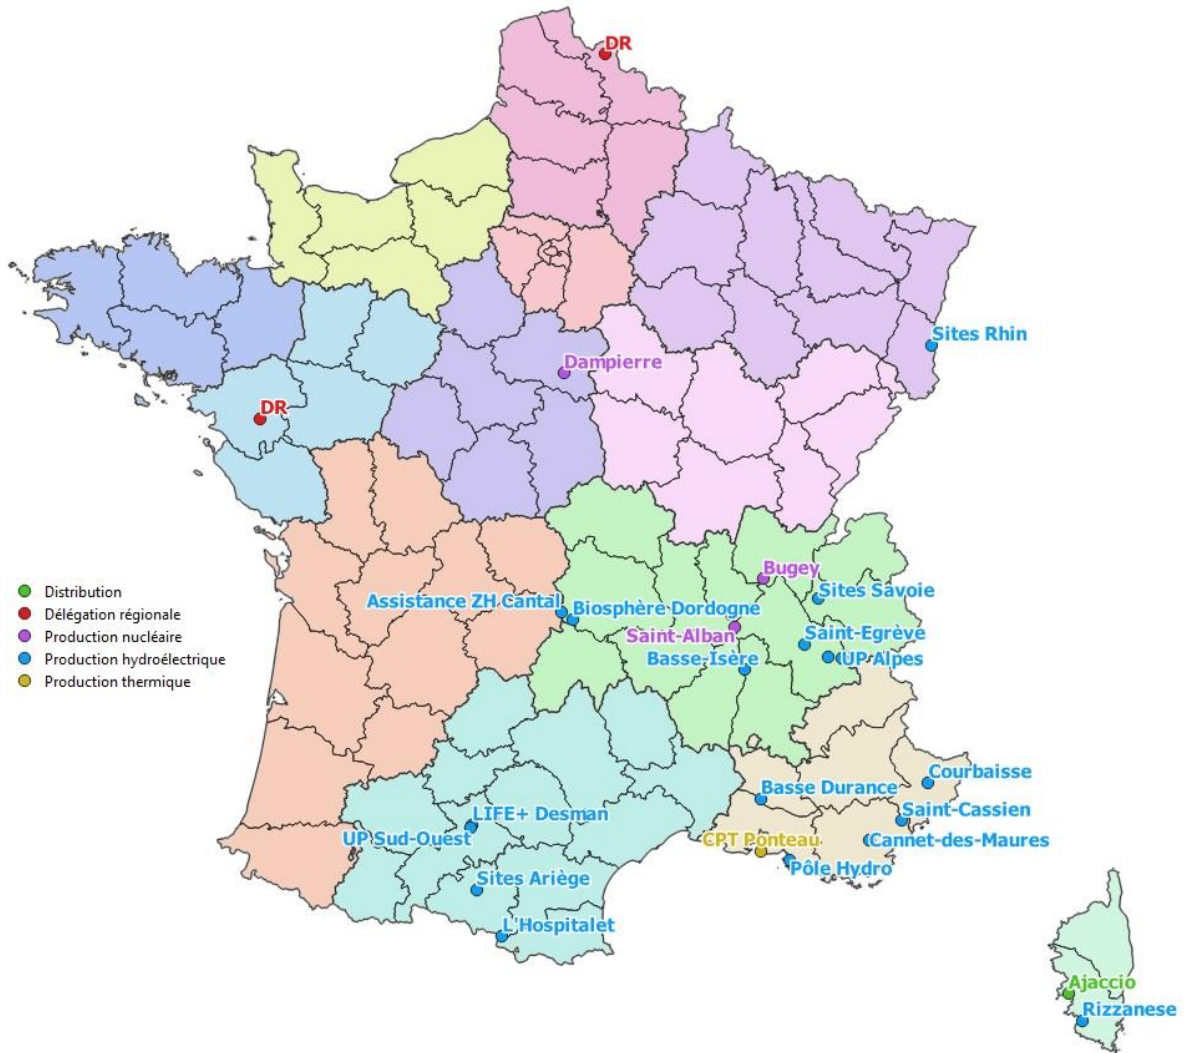 DR
Sites Rhin
Dampierre
DR
Bugey
Distribution
Délégation régionale
Production nucléaire
Production hydroélectrique
Production thermique
Sites Savoie
Assistance ZH Cantal
Biosphère Dordogne
Saint-Alban
Saint-Egrève
Basse-Isère
UP Alpes
Courbaisse
Basse Durance
Saint-Cassien
LIFE+ Desman
UP Sud-Ouest
CPT Ponteau
Cannet-des-Maures
Pôle Hydro
Sites Ariège
L'Hospitalet
Ajaccio
Rizzanese